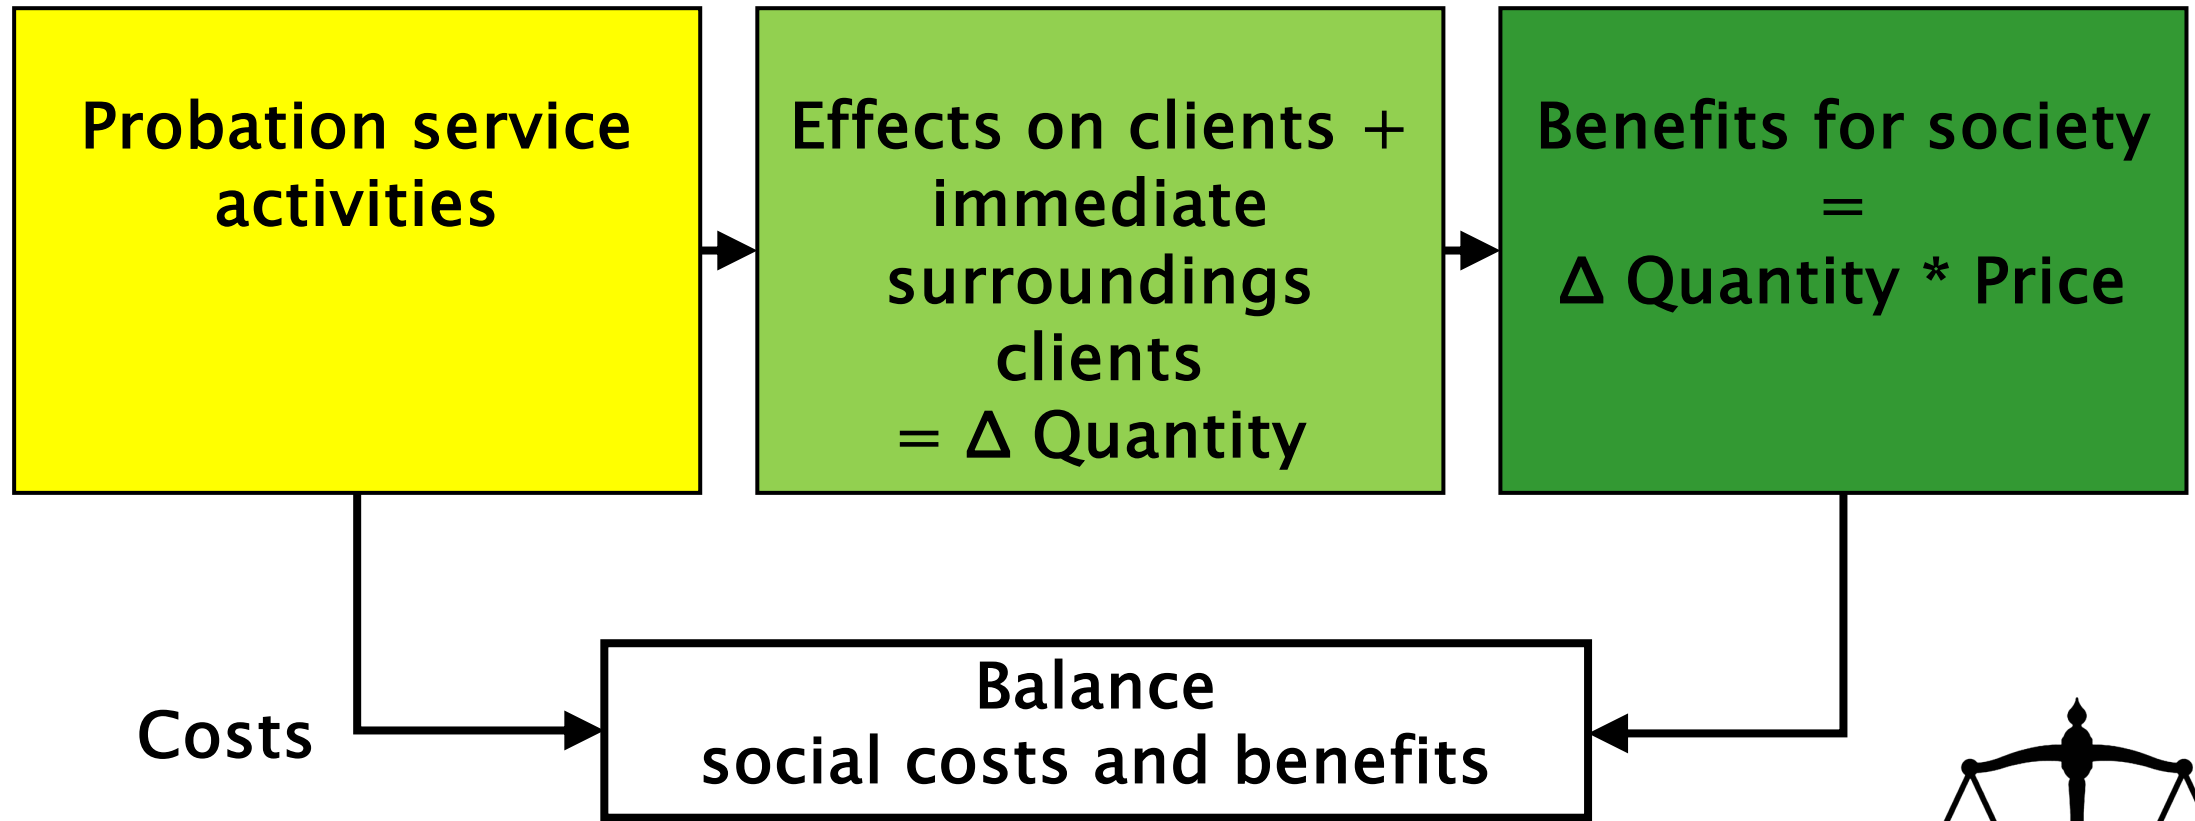 Probation service
activities
Effects on clients +
immediate
surroundings
clients
= Δ Quantity
Benefits for society
=
Δ Quantity * Price
Costs
Balance
social costs and benefits